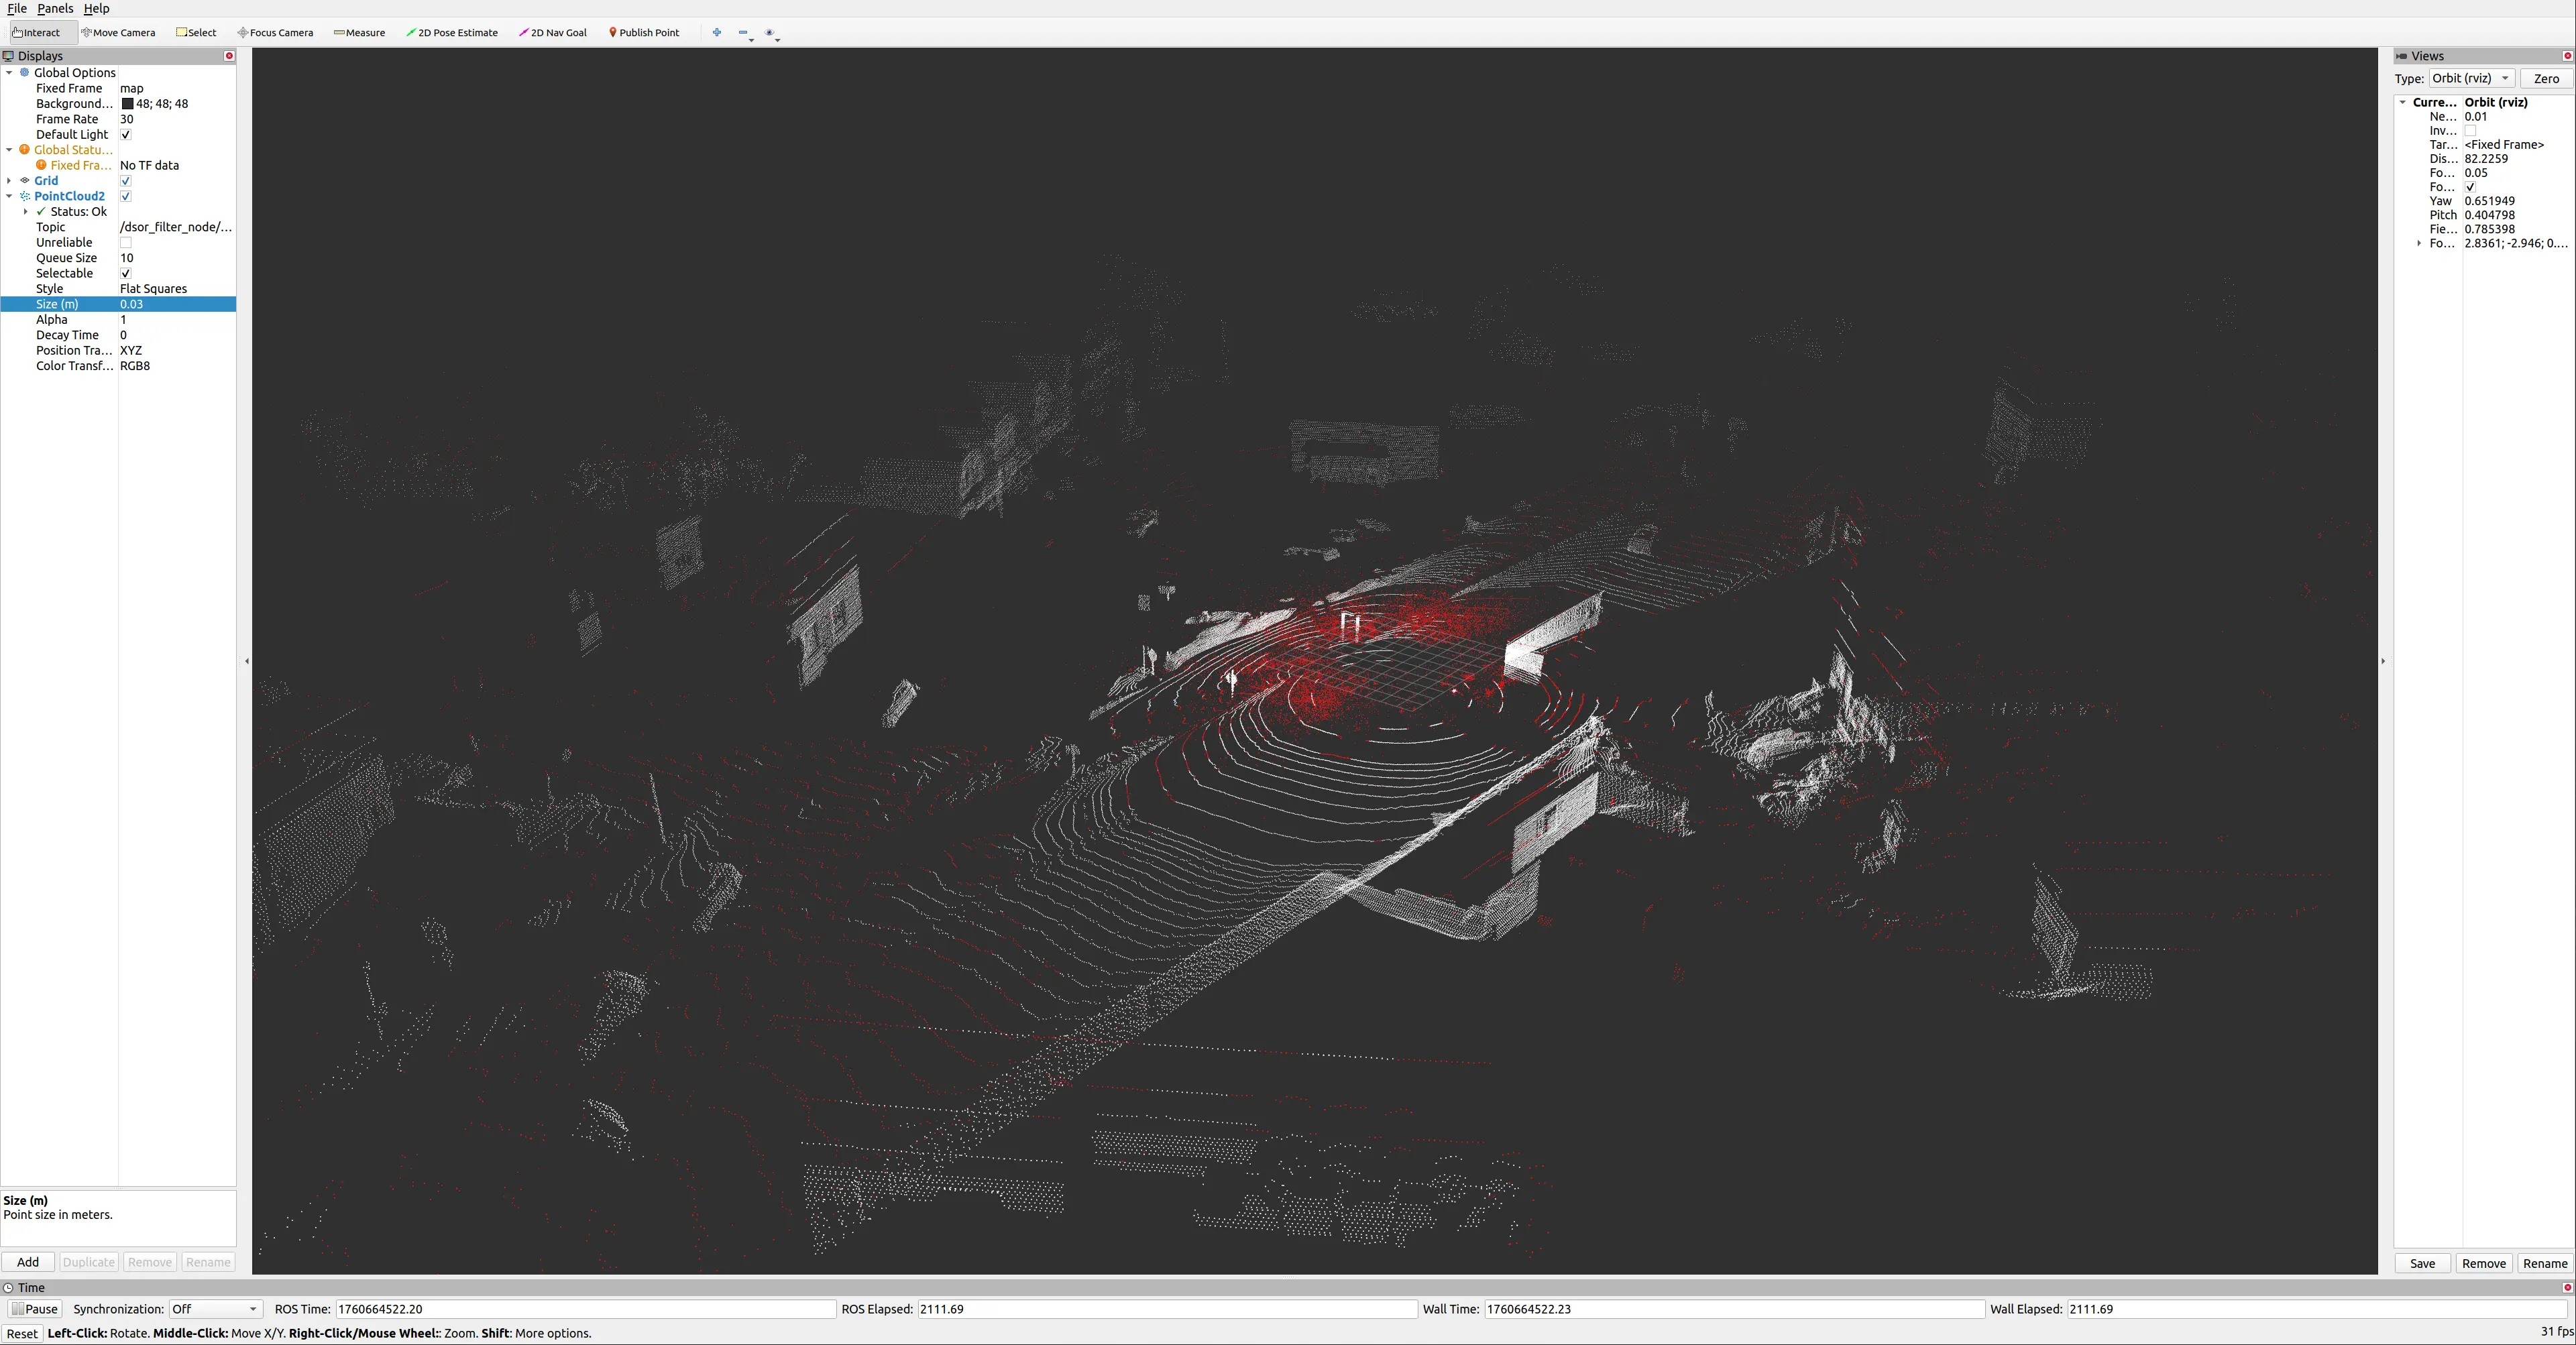 File Panels Help
Interact Move Camera Select Focus Camera Measure 2D Pose Estimate 2D Nav Goal Publish Point
Displays
Global Options
Fixed Frame map
Background... 48; 48; 48
Frame Rate 30
Default Light
Global Statu...
Fixed Fra... No TF data
Grid
PointCloud2
Status: Ok
Topic /dsor_filter_node/...
Unreliable
Queue Size 10
Selectable
Style Flat Squares
Size (m) 0.03
Alpha 1
Decay Time 0
Position Tra... XYZ
Color Transf... RGB8
Size (m)
Point size in meters.
Add Duplicate Remove Rename
Views
Type: Orbit (rviz) Zero
Curre... Orbit (rviz)
Ne... 0.01
Inv...
Tar... <Fixed Frame>
Dis... 82.2259
Fo... 0.05
Fo...
Yaw 0.651949
Pitch 0.404798
Fie... 0.785398
Fo... 2.8361; -2.946; 0....
Save Remove Rename
Time
Pause Synchronization: Off ROS Time: 1760664522.20 ROS Elapsed: 2111.69 Wall Time: 1760664522.23 Wall Elapsed: 2111.69
Reset Left-Click: Rotate. Middle-Click: Move X/Y. Right-Click/Mouse Wheel:: Zoom. Shift: More options. 31 fps